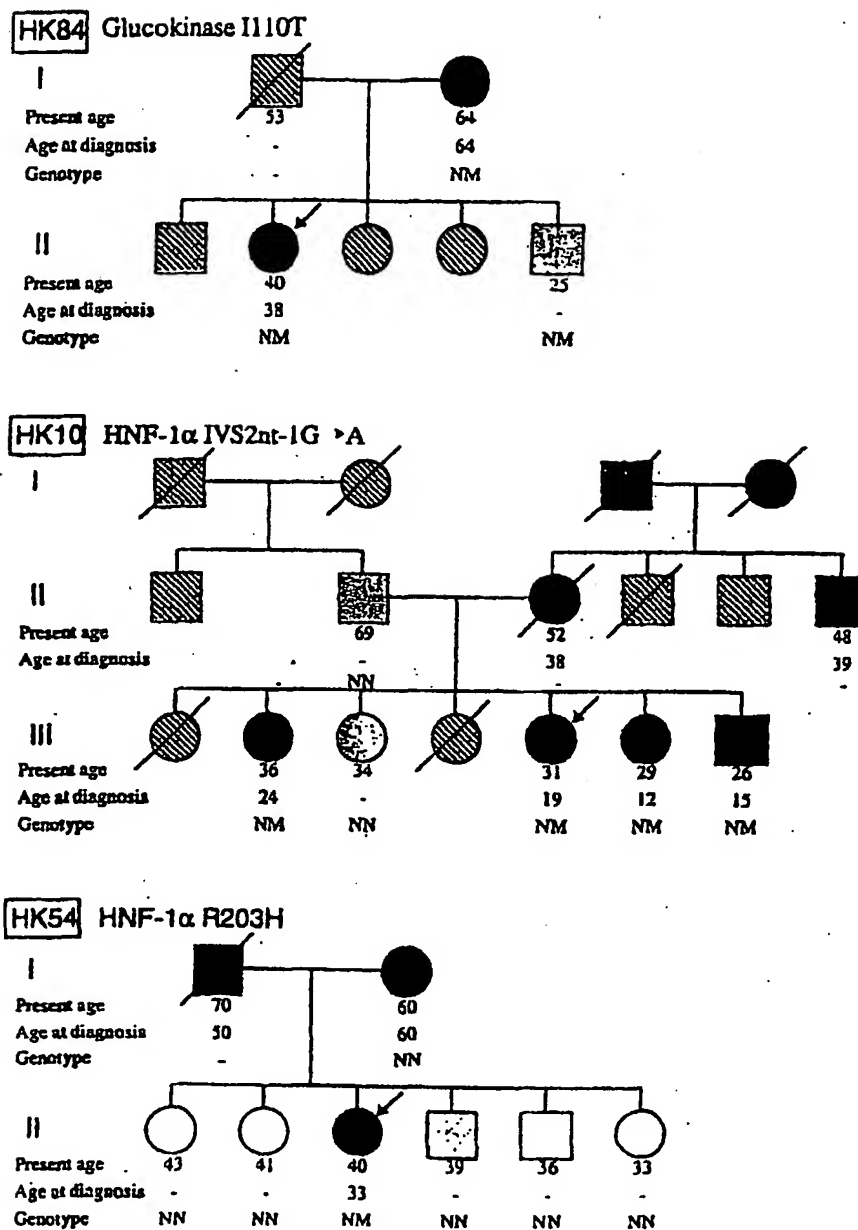 HK84 Glucokinase I110T
I
Present age 53 64
Age at diagnosis - 64
Genotype - NM
II
Present age 40 25
Age at diagnosis 38 -
Genotype NM NM
HK10 HNF-1α IVS2nt-1G >A
I
II
Present age 69 52 48
Age at diagnosis - 38 39
NN - -
III
Present age 36 34 31 29 26
Age at diagnosis 24 - 19 12 15
Genotype NM NN NM NM NM
HK54 HNF-1α R203H
I
Present age 70 60
Age at diagnosis 50 60
Genotype - NN
II
Present age 43 41 40 39 36 33
Age at diagnosis - - 33 - - -
Genotype NN NN NM NN NN NN